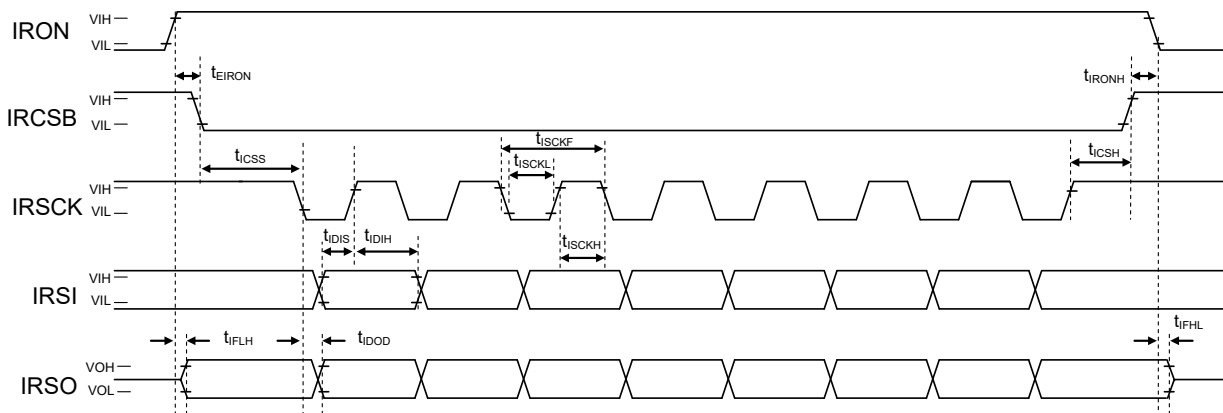 IRON
VIH
VIL
tEIRON
tIRONH
IRCSB
VIH
VIL
tICSS
tISCKF
tISCKL
tICSH
IRSCK
VIH
VIL
tIDIS
tIDIH
tISCKH
IRSI
VIH
VIL
tIFLH
tIDOD
tIFHL
IRSO
VOH
VOL